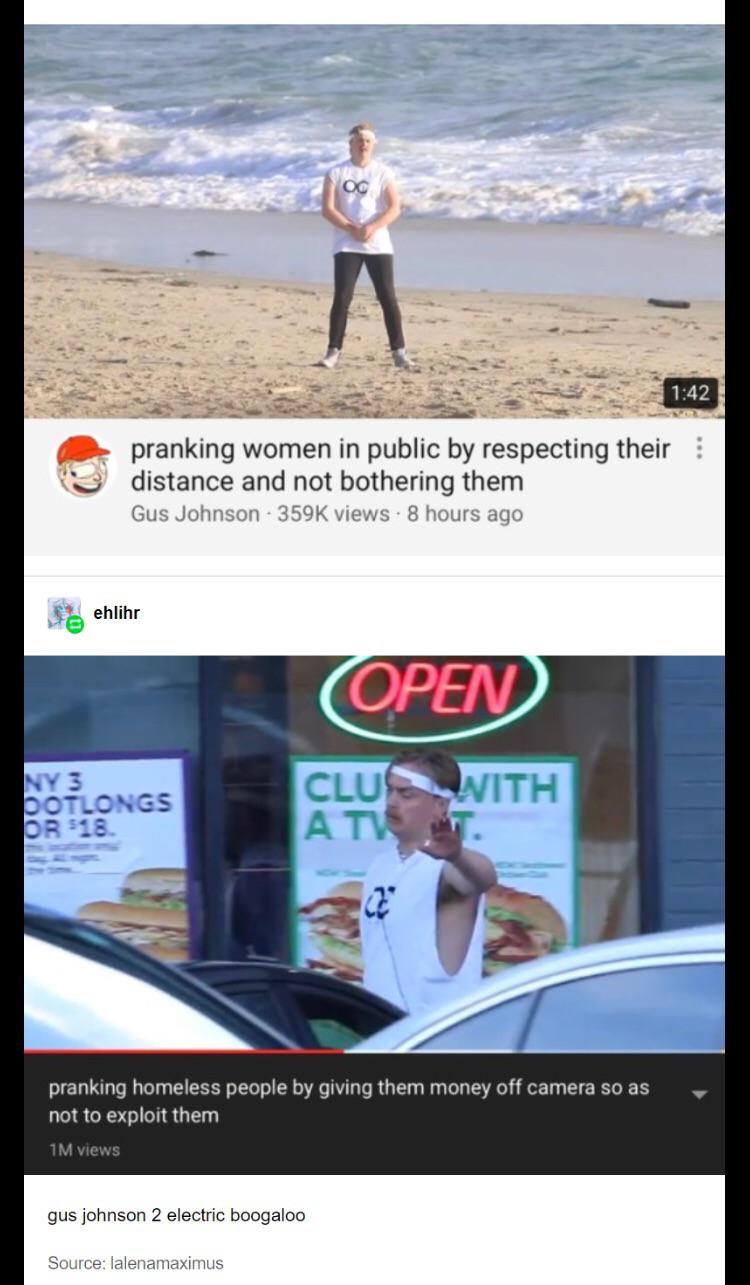 OC
1:42
pranking women in public by respecting their
distance and not bothering them
Gus Johnson · 359K views · 8 hours ago
ehlihr
OPEN
NY 3
OOTLONGS
OR $18.
CLU WITH
A TW T.
pranking homeless people by giving them money off camera so as
not to exploit them
1M views
gus johnson 2 electric boogaloo
Source: lalenamaximus